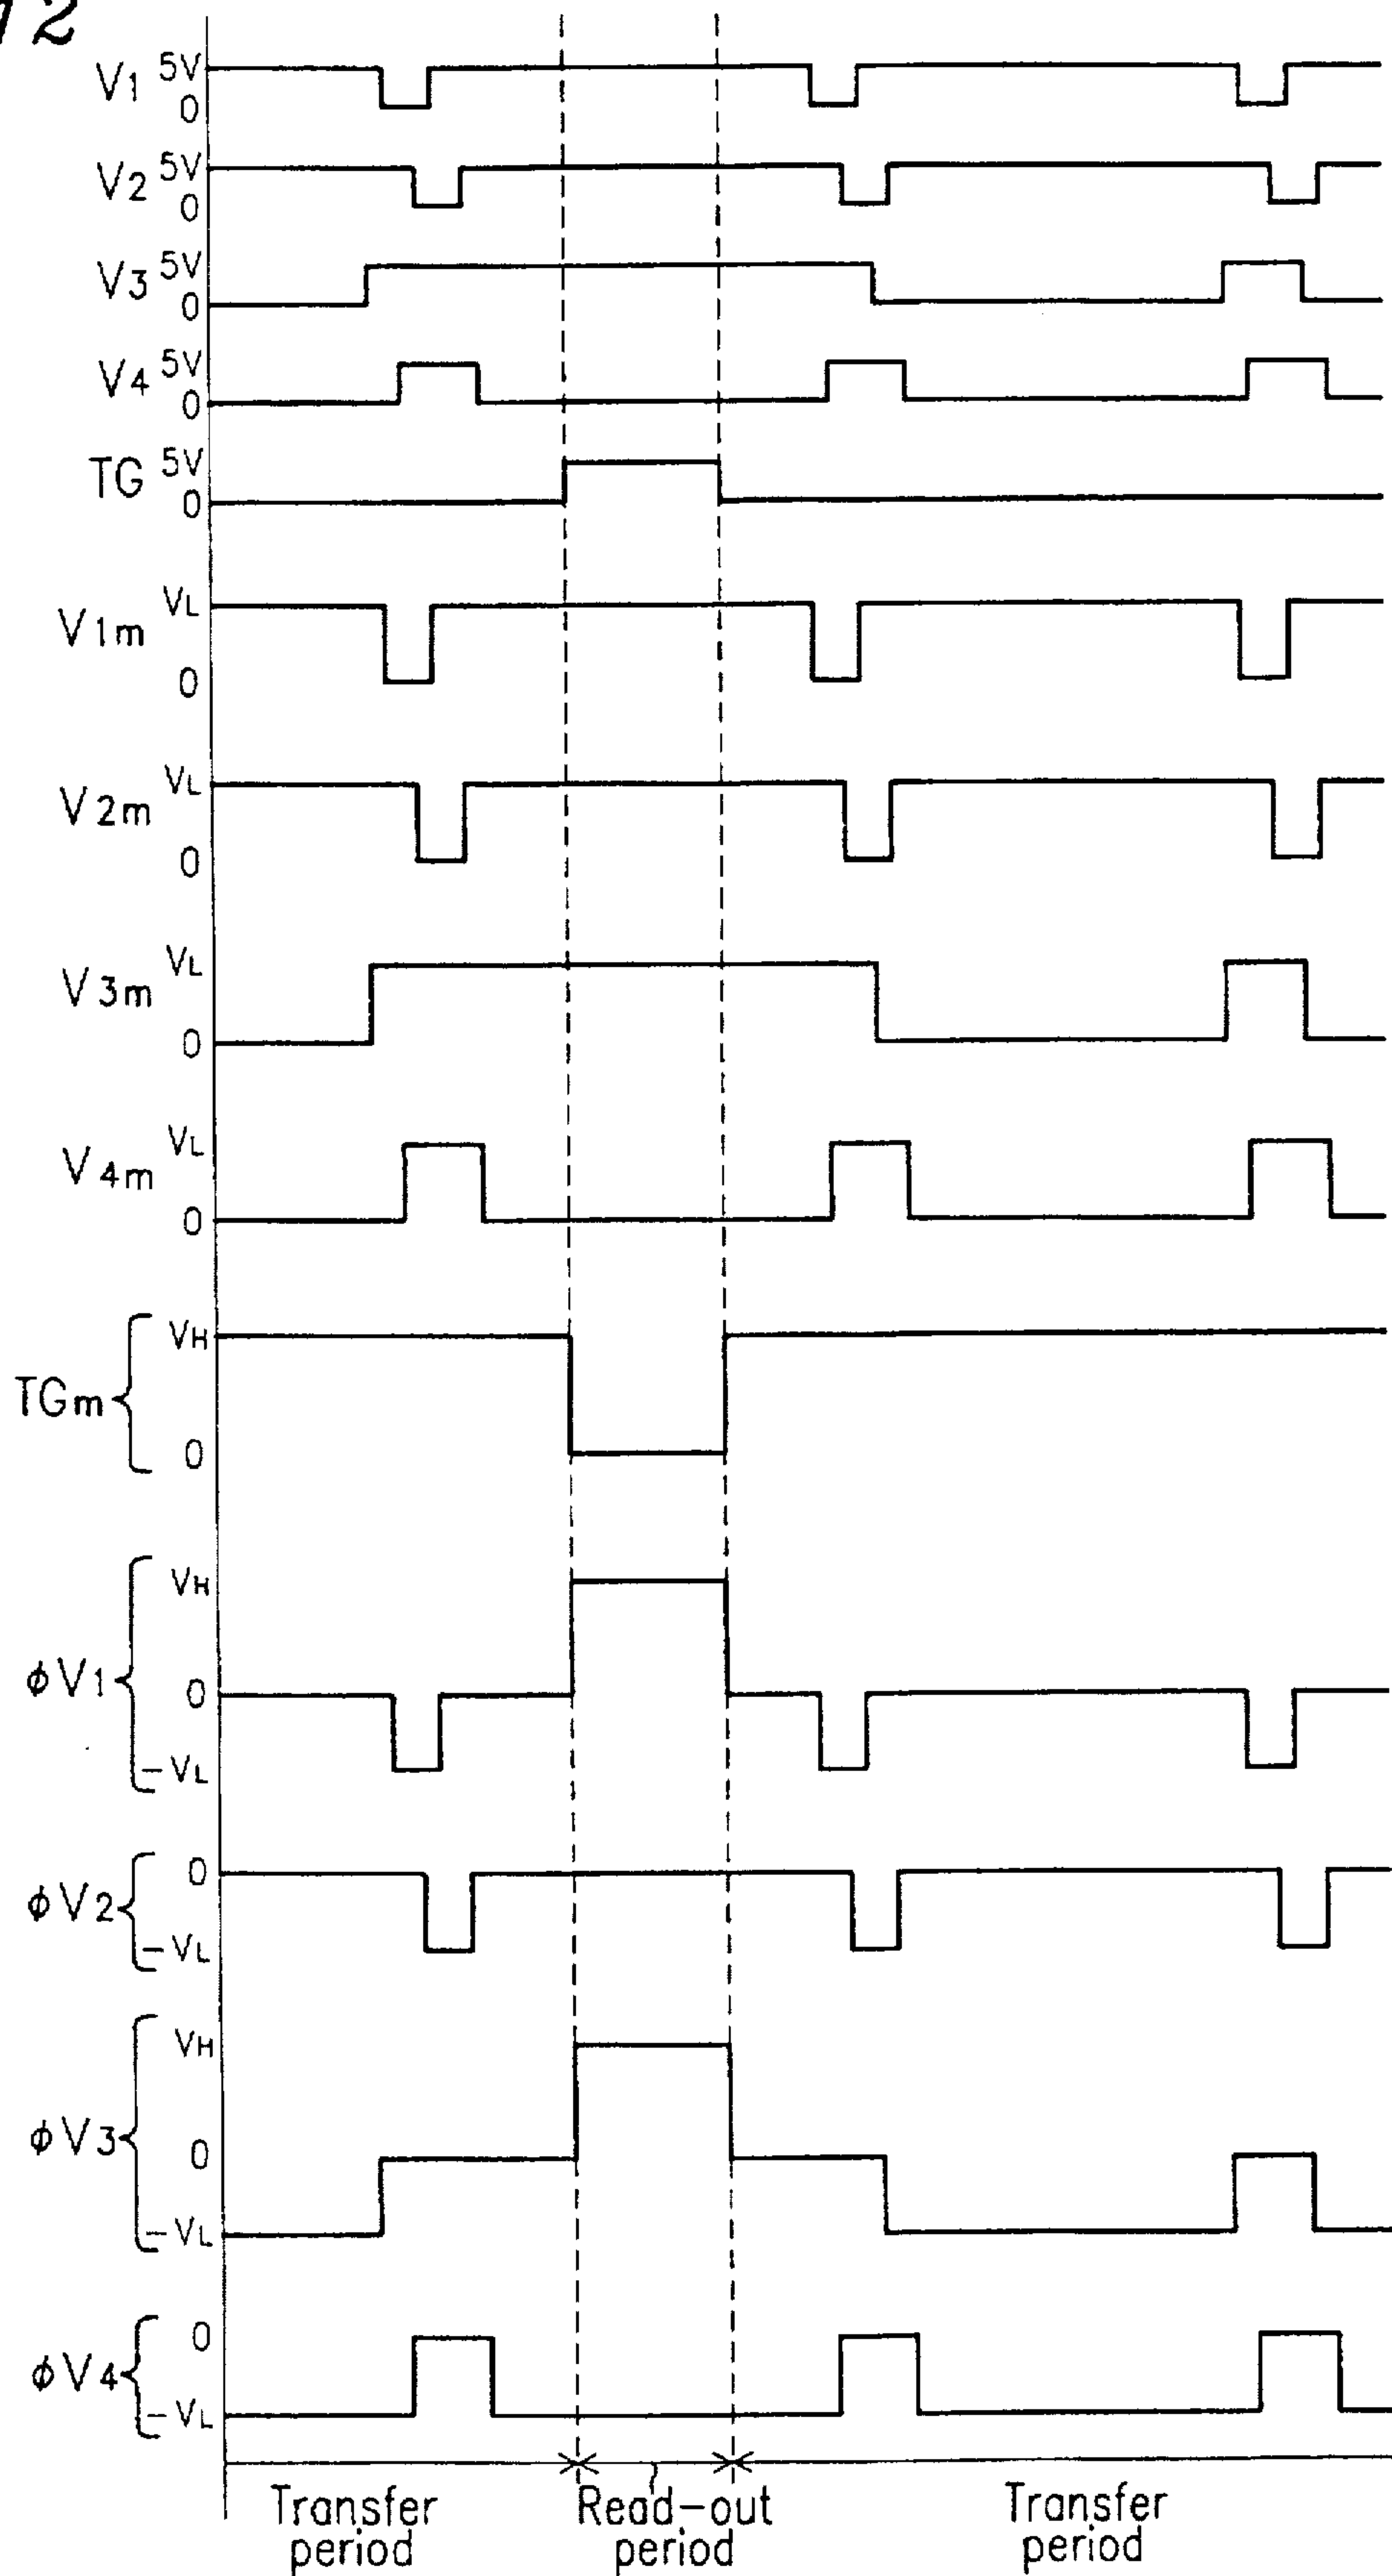 12
V1 5V
0
V2 5V
0
V3 5V
0
V4 5V
0
TG 5V
0
V1m VL
0
V2m VL
0
V3m VL
0
V4m VL
0
TGm VH
0
φV1 VH
0
-VL
φV2 0
-VL
φV3 VH
0
-VL
φV4 0
-VL
Transfer period
Read-out period
Transfer period